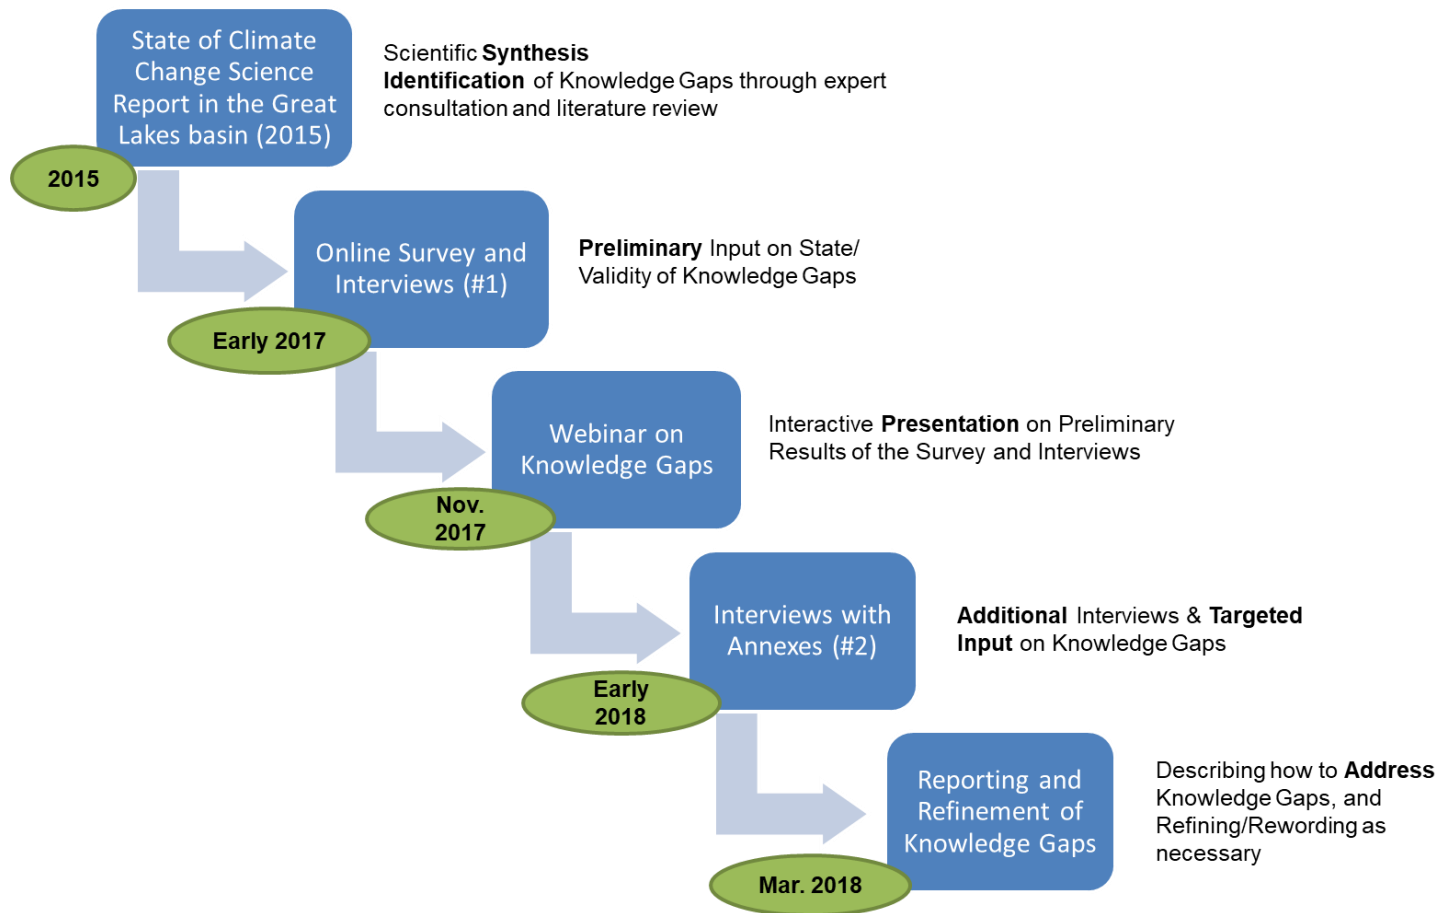 State of Climate
Change Science
Report in the Great
Lakes basin (2015)
Scientific Synthesis
Identification of Knowledge Gaps through expert
consultation and literature review
2015
Online Survey and
Interviews (#1)
Preliminary Input on State/
Validity of Knowledge Gaps
Early 2017
Webinar on
Knowledge Gaps
Interactive Presentation on Preliminary
Results of the Survey and Interviews
Nov.
2017
Interviews with
Annexes (#2)
Additional Interviews & Targeted
Input on Knowledge Gaps
Early
2018
Reporting and
Refinement of
Knowledge Gaps
Describing how to Address
Knowledge Gaps, and
Refining/Rewording as
necessary
Mar. 2018